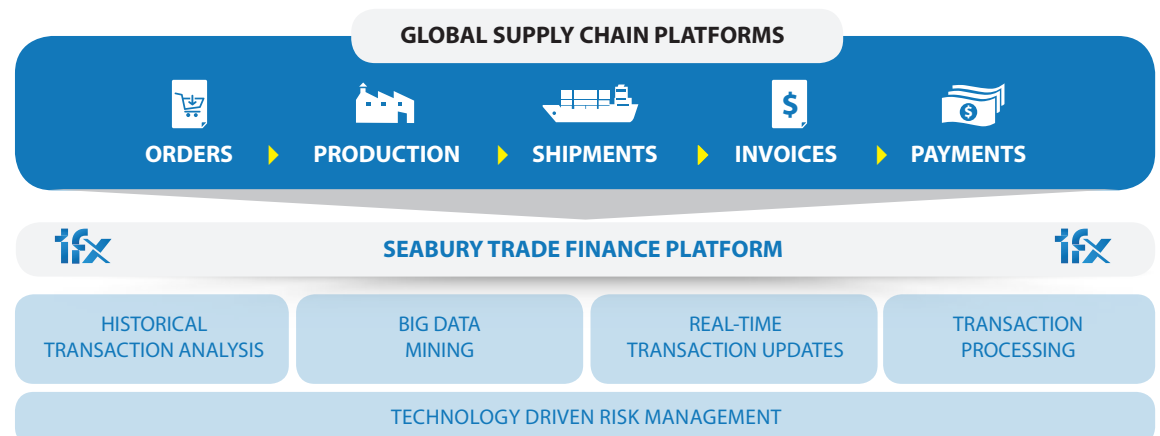 GLOBAL SUPPLY CHAIN PLATFORMS
$ $
ORDERS PRODUCTION SHIPMENTS INVOICES PAYMENTS
tfx SEABURY TRADE FINANCE PLATFORM tfx
HISTORICAL
TRANSACTION ANALYSIS
BIG DATA
MINING
REAL-TIME
TRANSACTION UPDATES
TRANSACTION
PROCESSING
TECHNOLOGY DRIVEN RISK MANAGEMENT